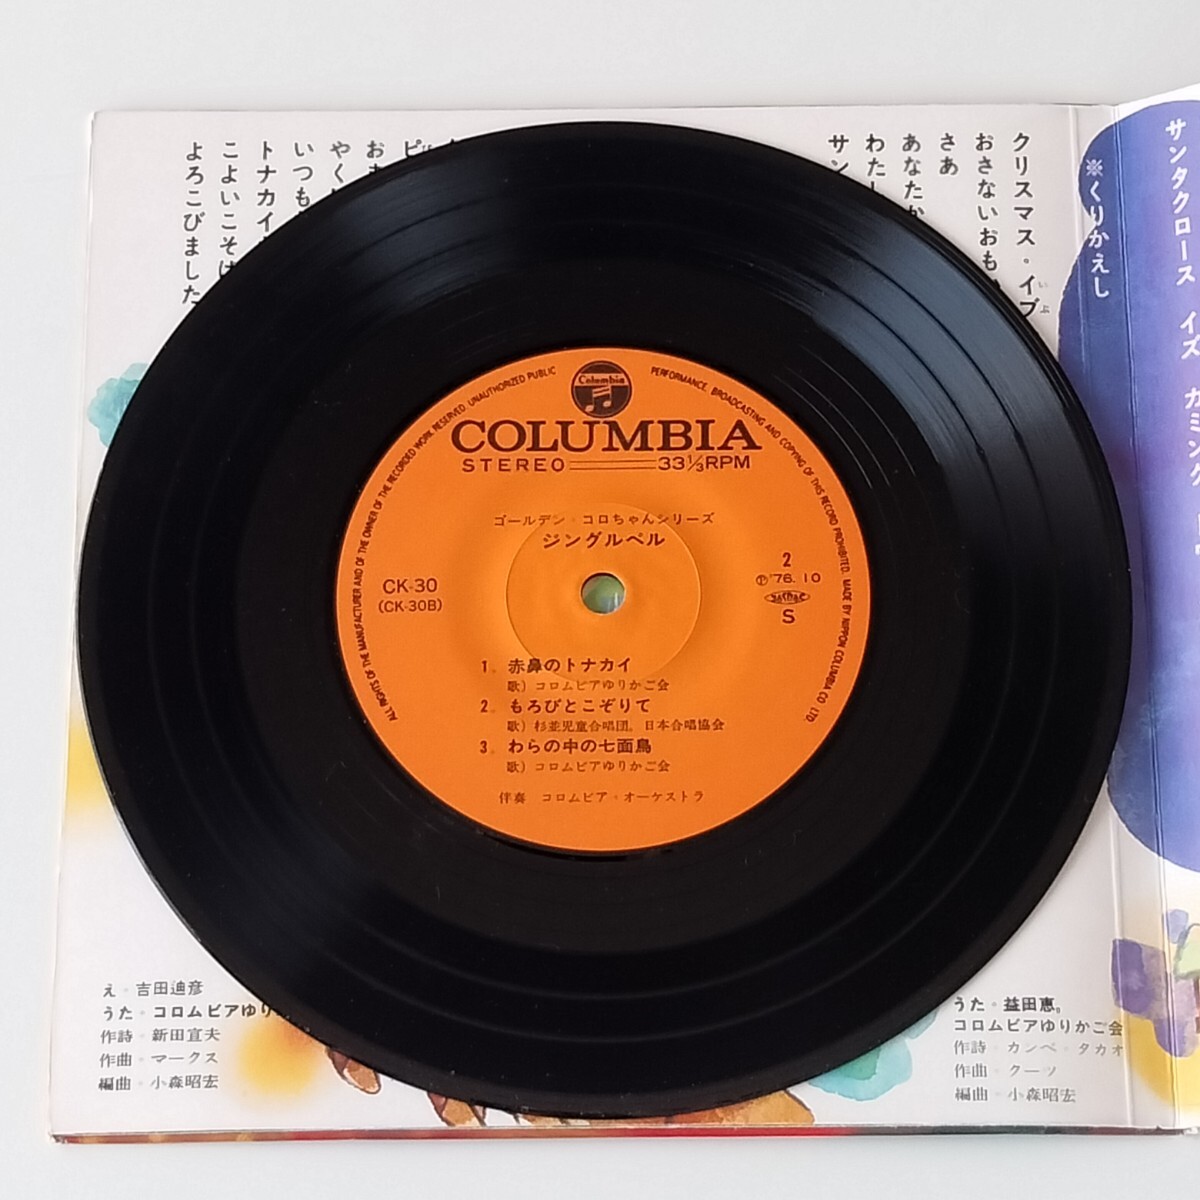 クリスマス・イブ
おさないおも
さあ
あなたか
わたし
サン
ピ
おま
やく
いつも
トナカイ
こよいこそは
よろこびました
※くりかえし
サンタクロース イズ カミング
ALL RIGHTS OF THE MANUFACTURER AND OF THE OWNER OF THE RECORDED WORK RESERVED. UNAUTHORIZED PUBLIC PERFORMANCE, BROADCASTING AND COPYING OF THIS RECORD PROHIBITED. MADE BY NIPPON COLUMBIA CO. LTD
Columbia
COLUMBIA
STEREO 33⅓RPM
ゴールデン・コロちゃんシリーズ
ジングルベル
CK-30
(CK-30B)
2
Ⓟ'76.10
S
1. 赤鼻のトナカイ
歌) コロムビアゆりかご会
2. もろびとこぞりて
歌) 杉並児童合唱団。日本合唱協会
3. わらの中の七面鳥
歌) コロムビアゆりかご会
伴奏 コロムビア・オーケストラ
え・吉田迪彦
うた・コロムビアゆり
作詩・新田宣夫
作曲・マークス
編曲・小森昭宏
うた・益田恵。
コロムビアゆりかご会
作詩・カンベ・タカオ
作曲・クーツ
編曲・小森昭宏